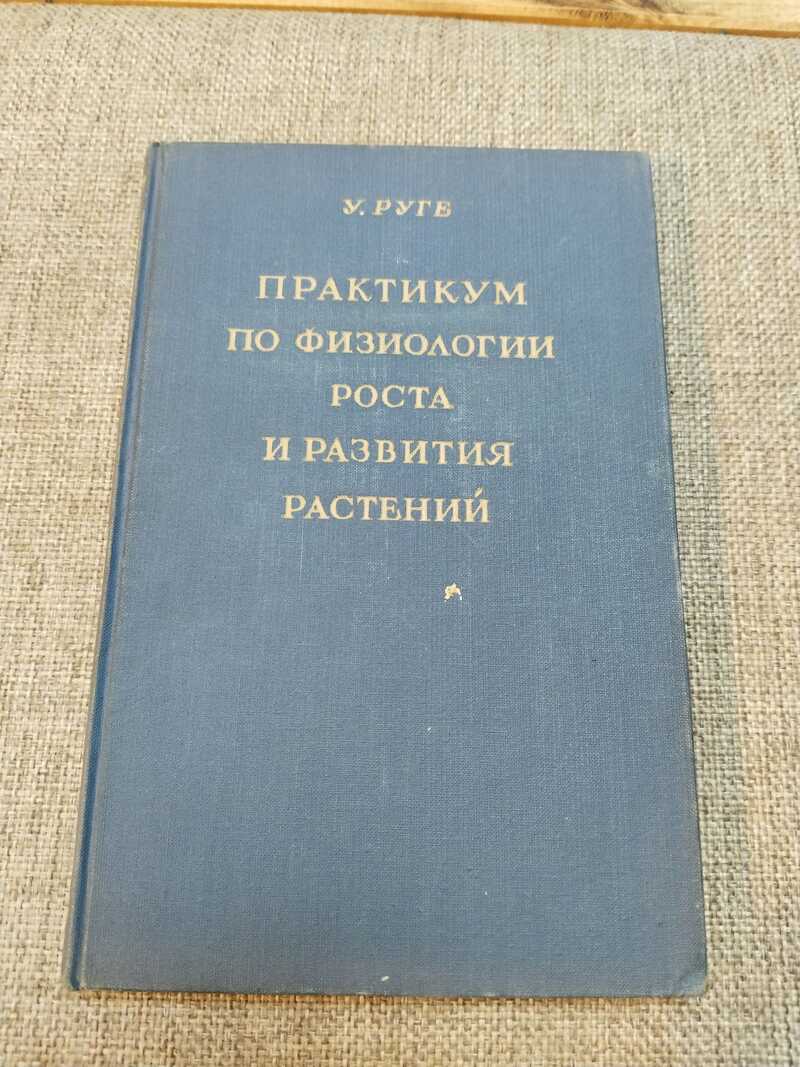 У. РУГЕ
ПРАКТИКУМ
ПО ФИЗИОЛОГИИ
РОСТА
И РАЗВИТИЯ
РАСТЕНИЙ